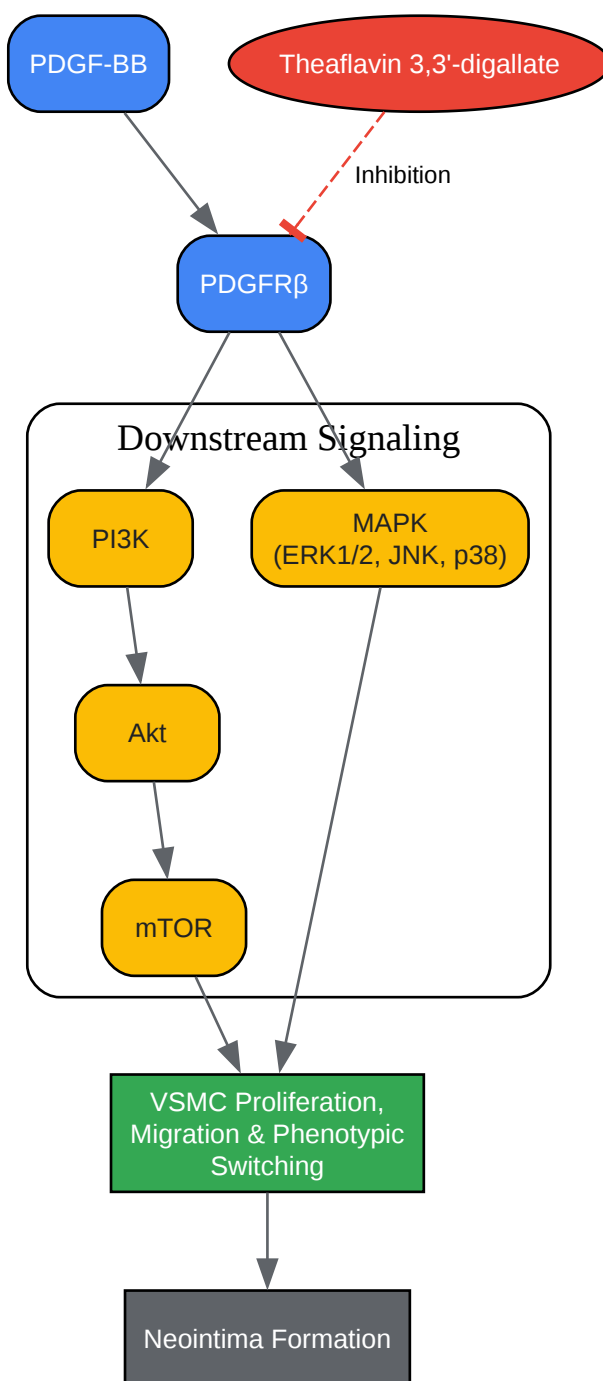 PDGF-BB
Theaflavin 3,3'-digallate
Inhibition
PDGFRβ
Downstream Signaling
PI3K
MAPK
(ERK1/2, JNK, p38)
Akt
mTOR
VSMC Proliferation,
Migration & Phenotypic
Switching
Neointima Formation